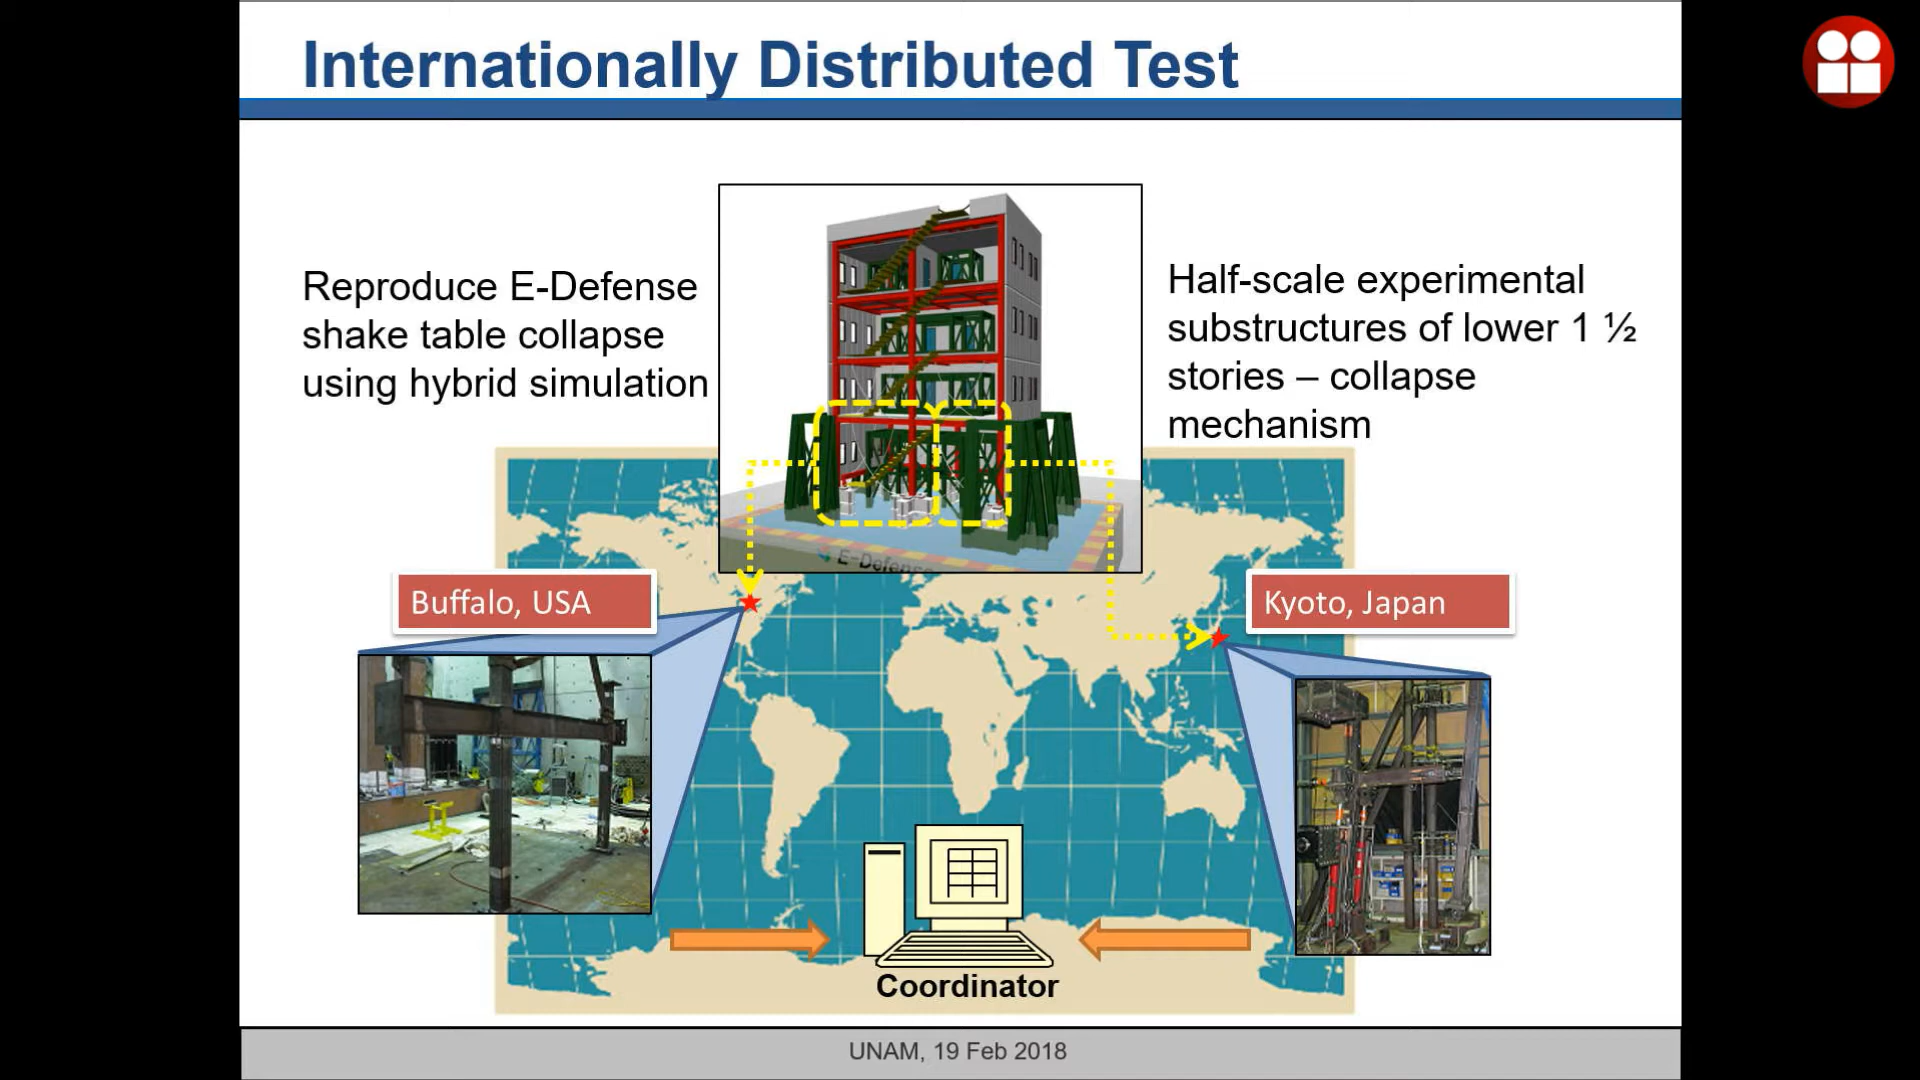 Internationally Distributed Test
Reproduce E-Defense
shake table collapse
using hybrid simulation
Half-scale experimental
substructures of lower 1 ½
stories – collapse
mechanism
E-Defense
Buffalo, USA
Kyoto, Japan
Coordinator
UNAM, 19 Feb 2018